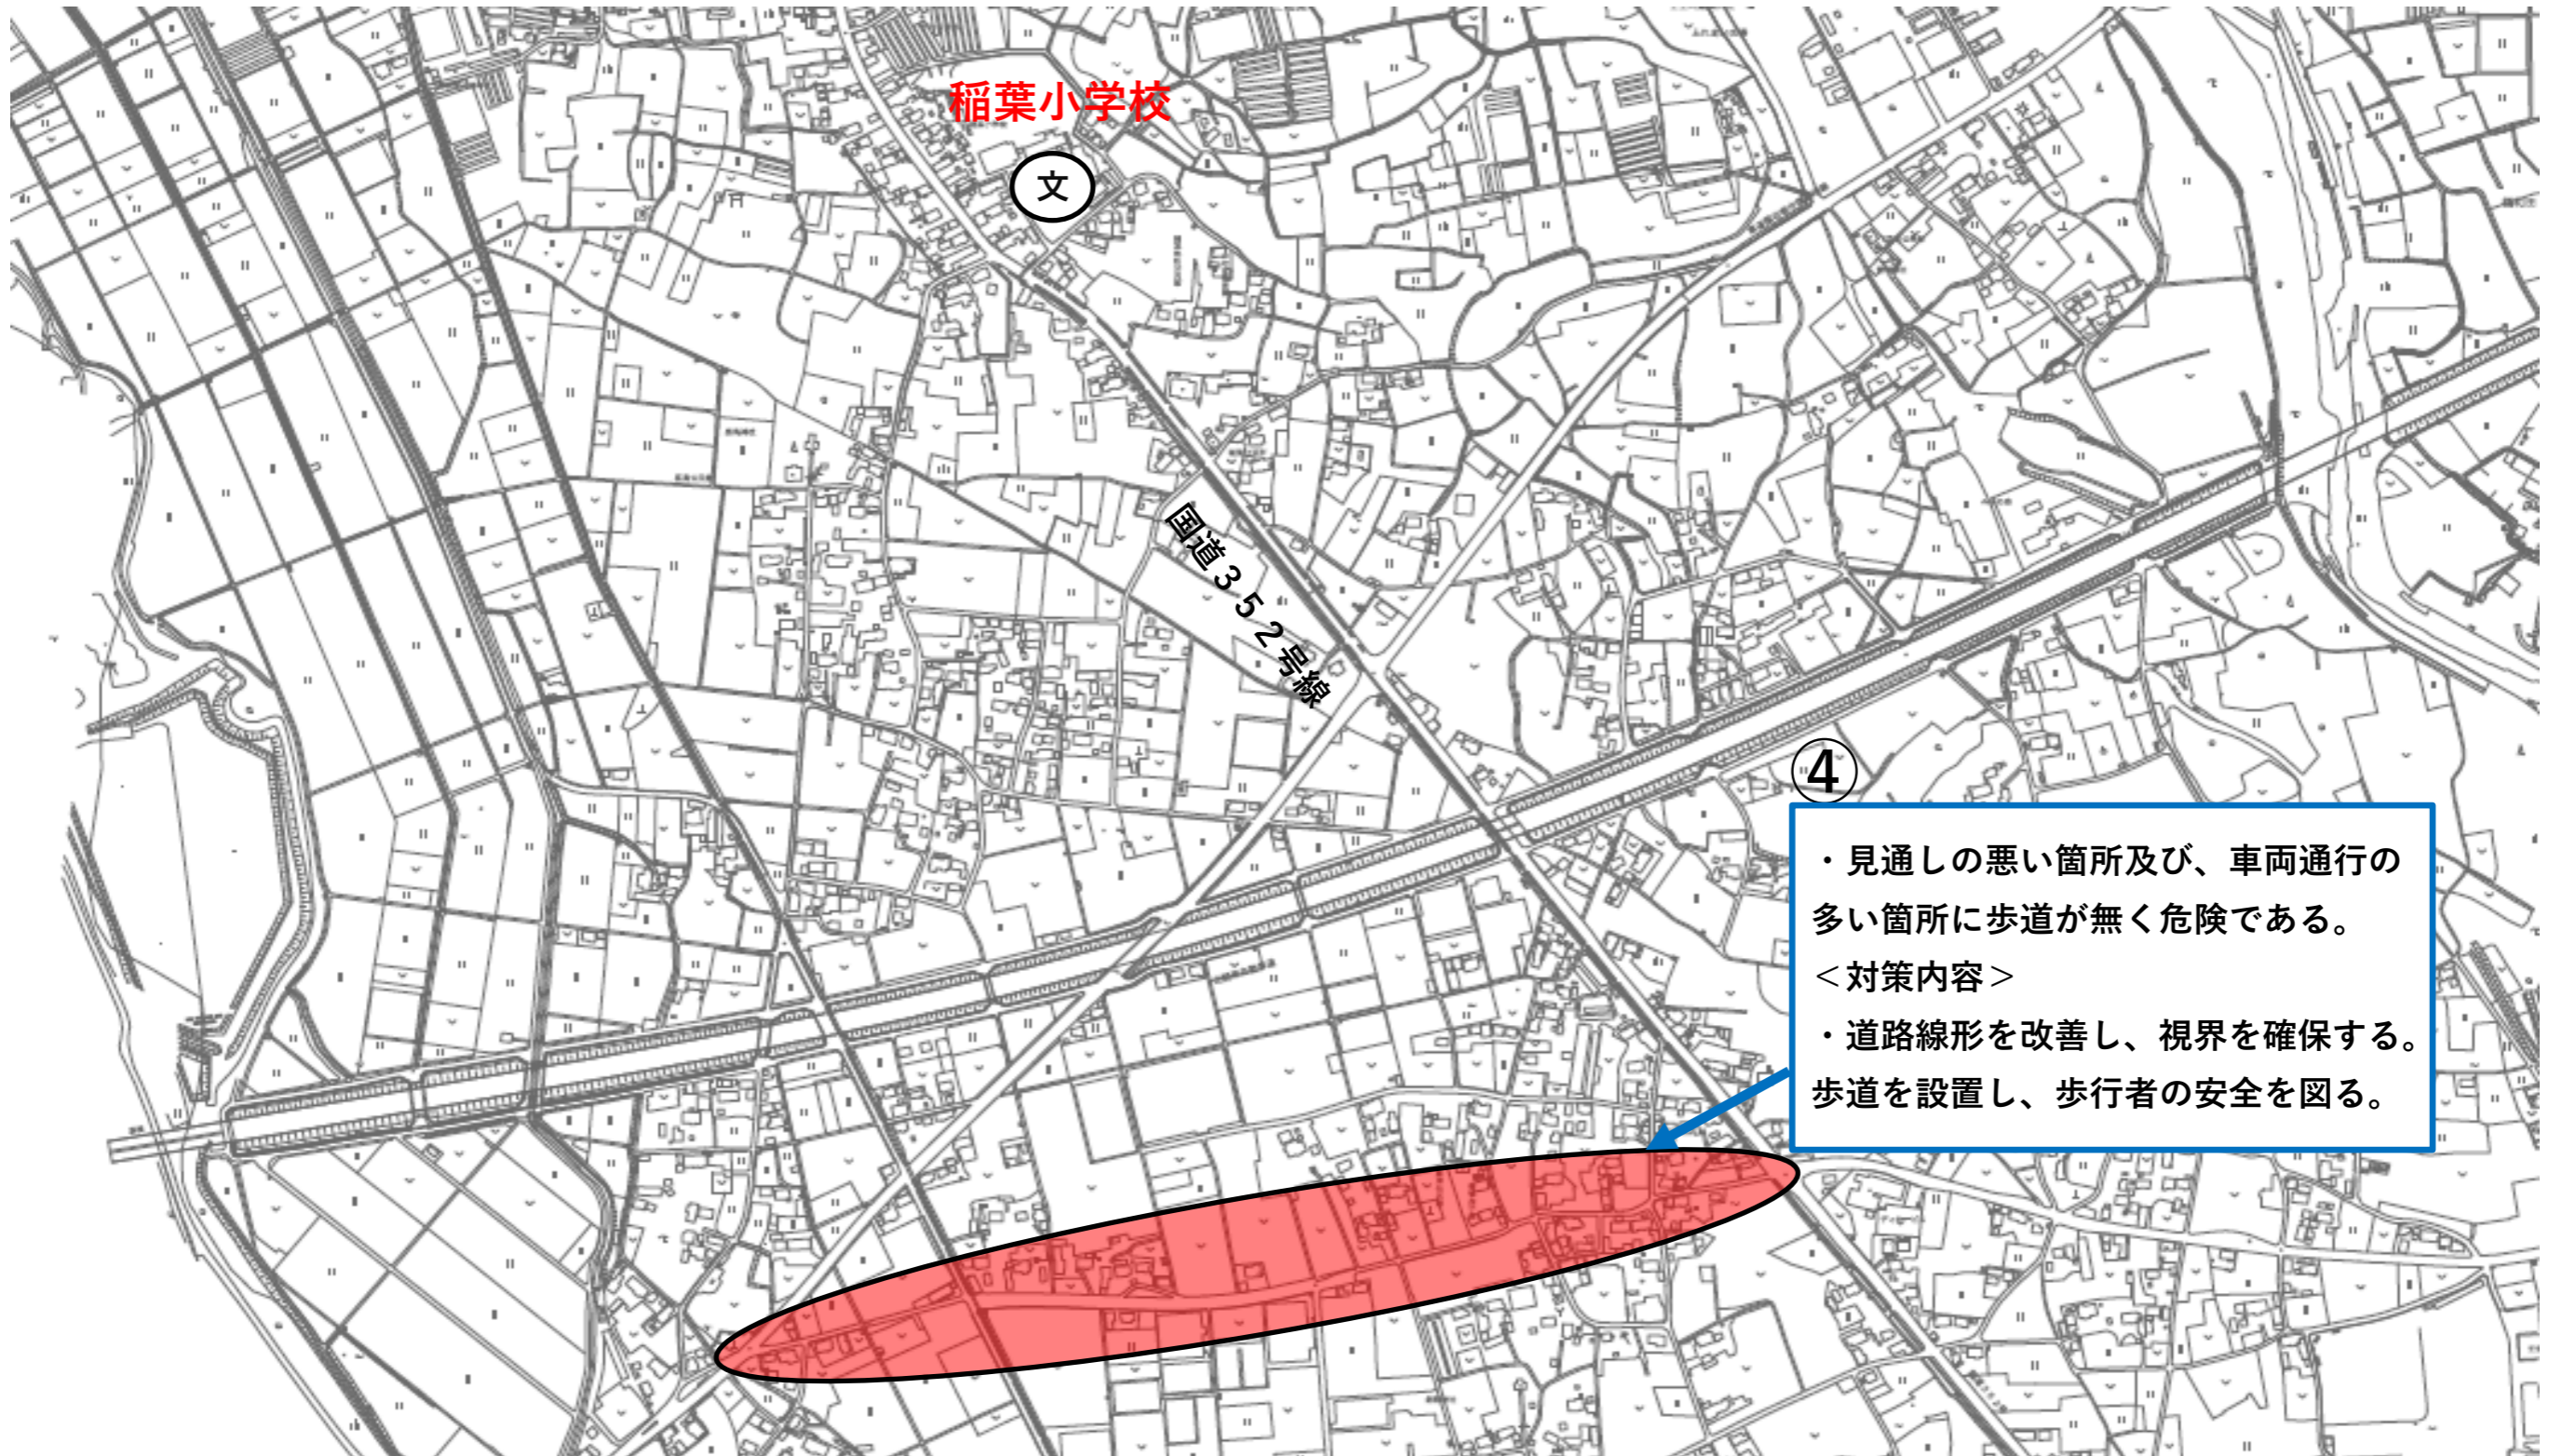 稲葉小学校
文
国道352号線
④
・見通しの悪い箇所及び、車両通行の
多い箇所に歩道が無く危険である。
＜対策内容＞
・道路線形を改善し、視界を確保する。
歩道を設置し、歩行者の安全を図る。